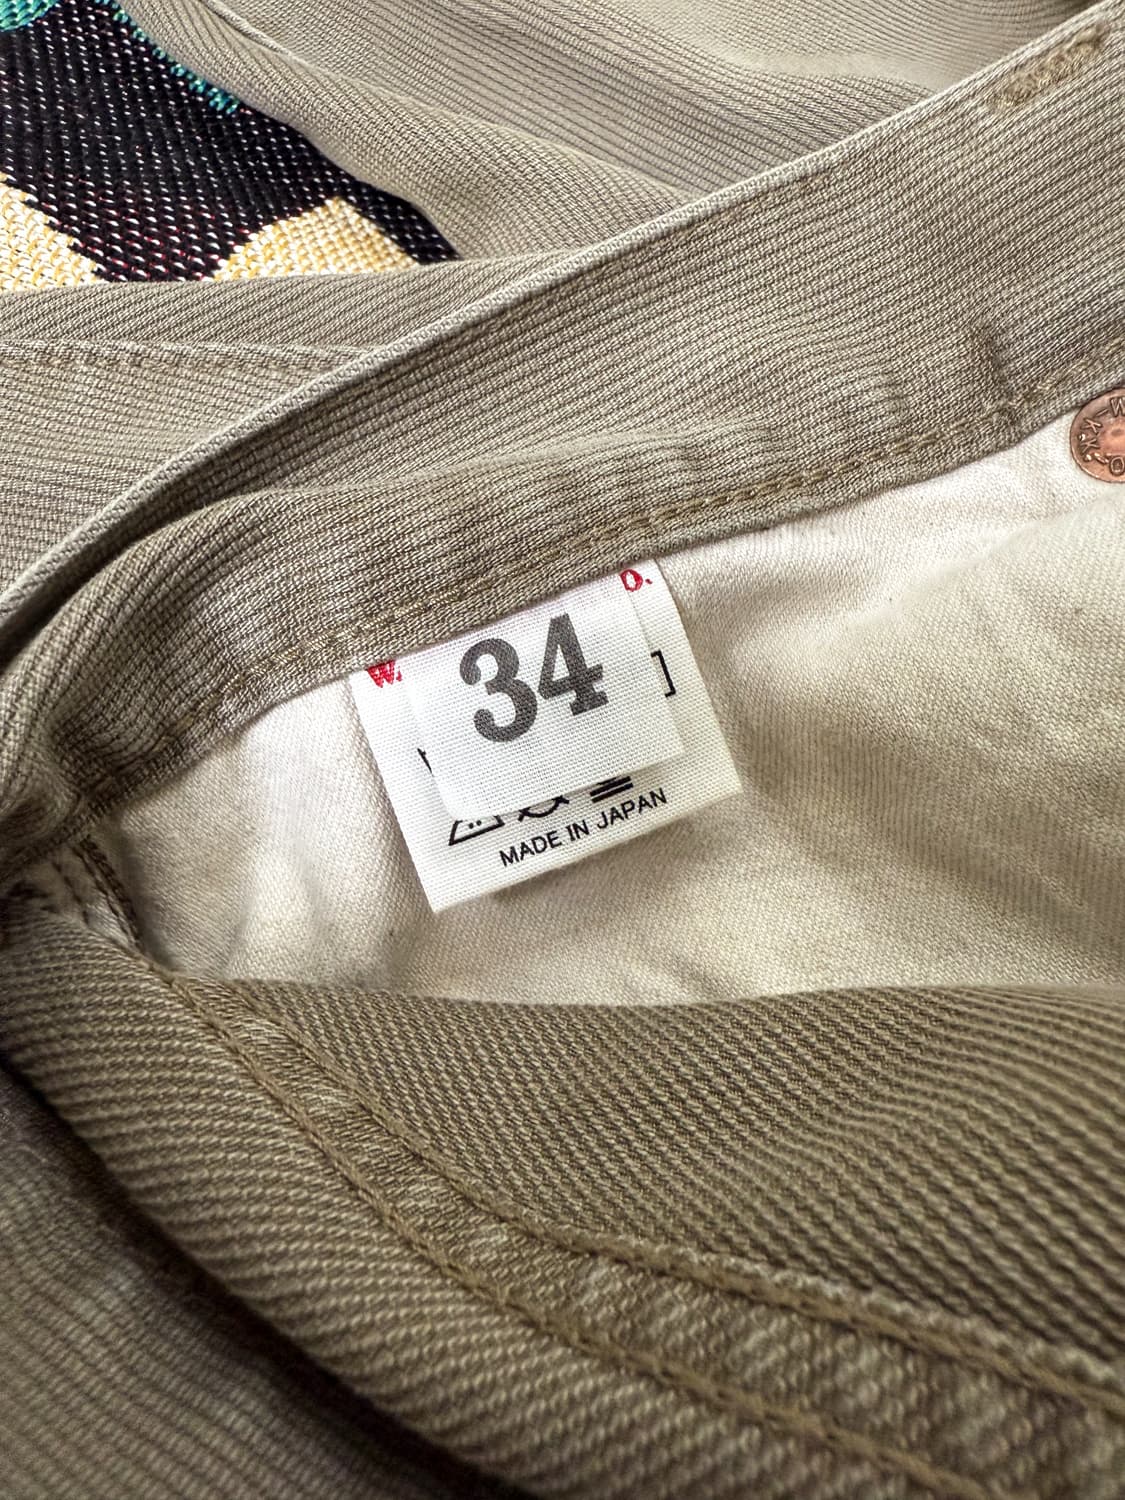 W. D.
34
]
MADE IN JAPAN